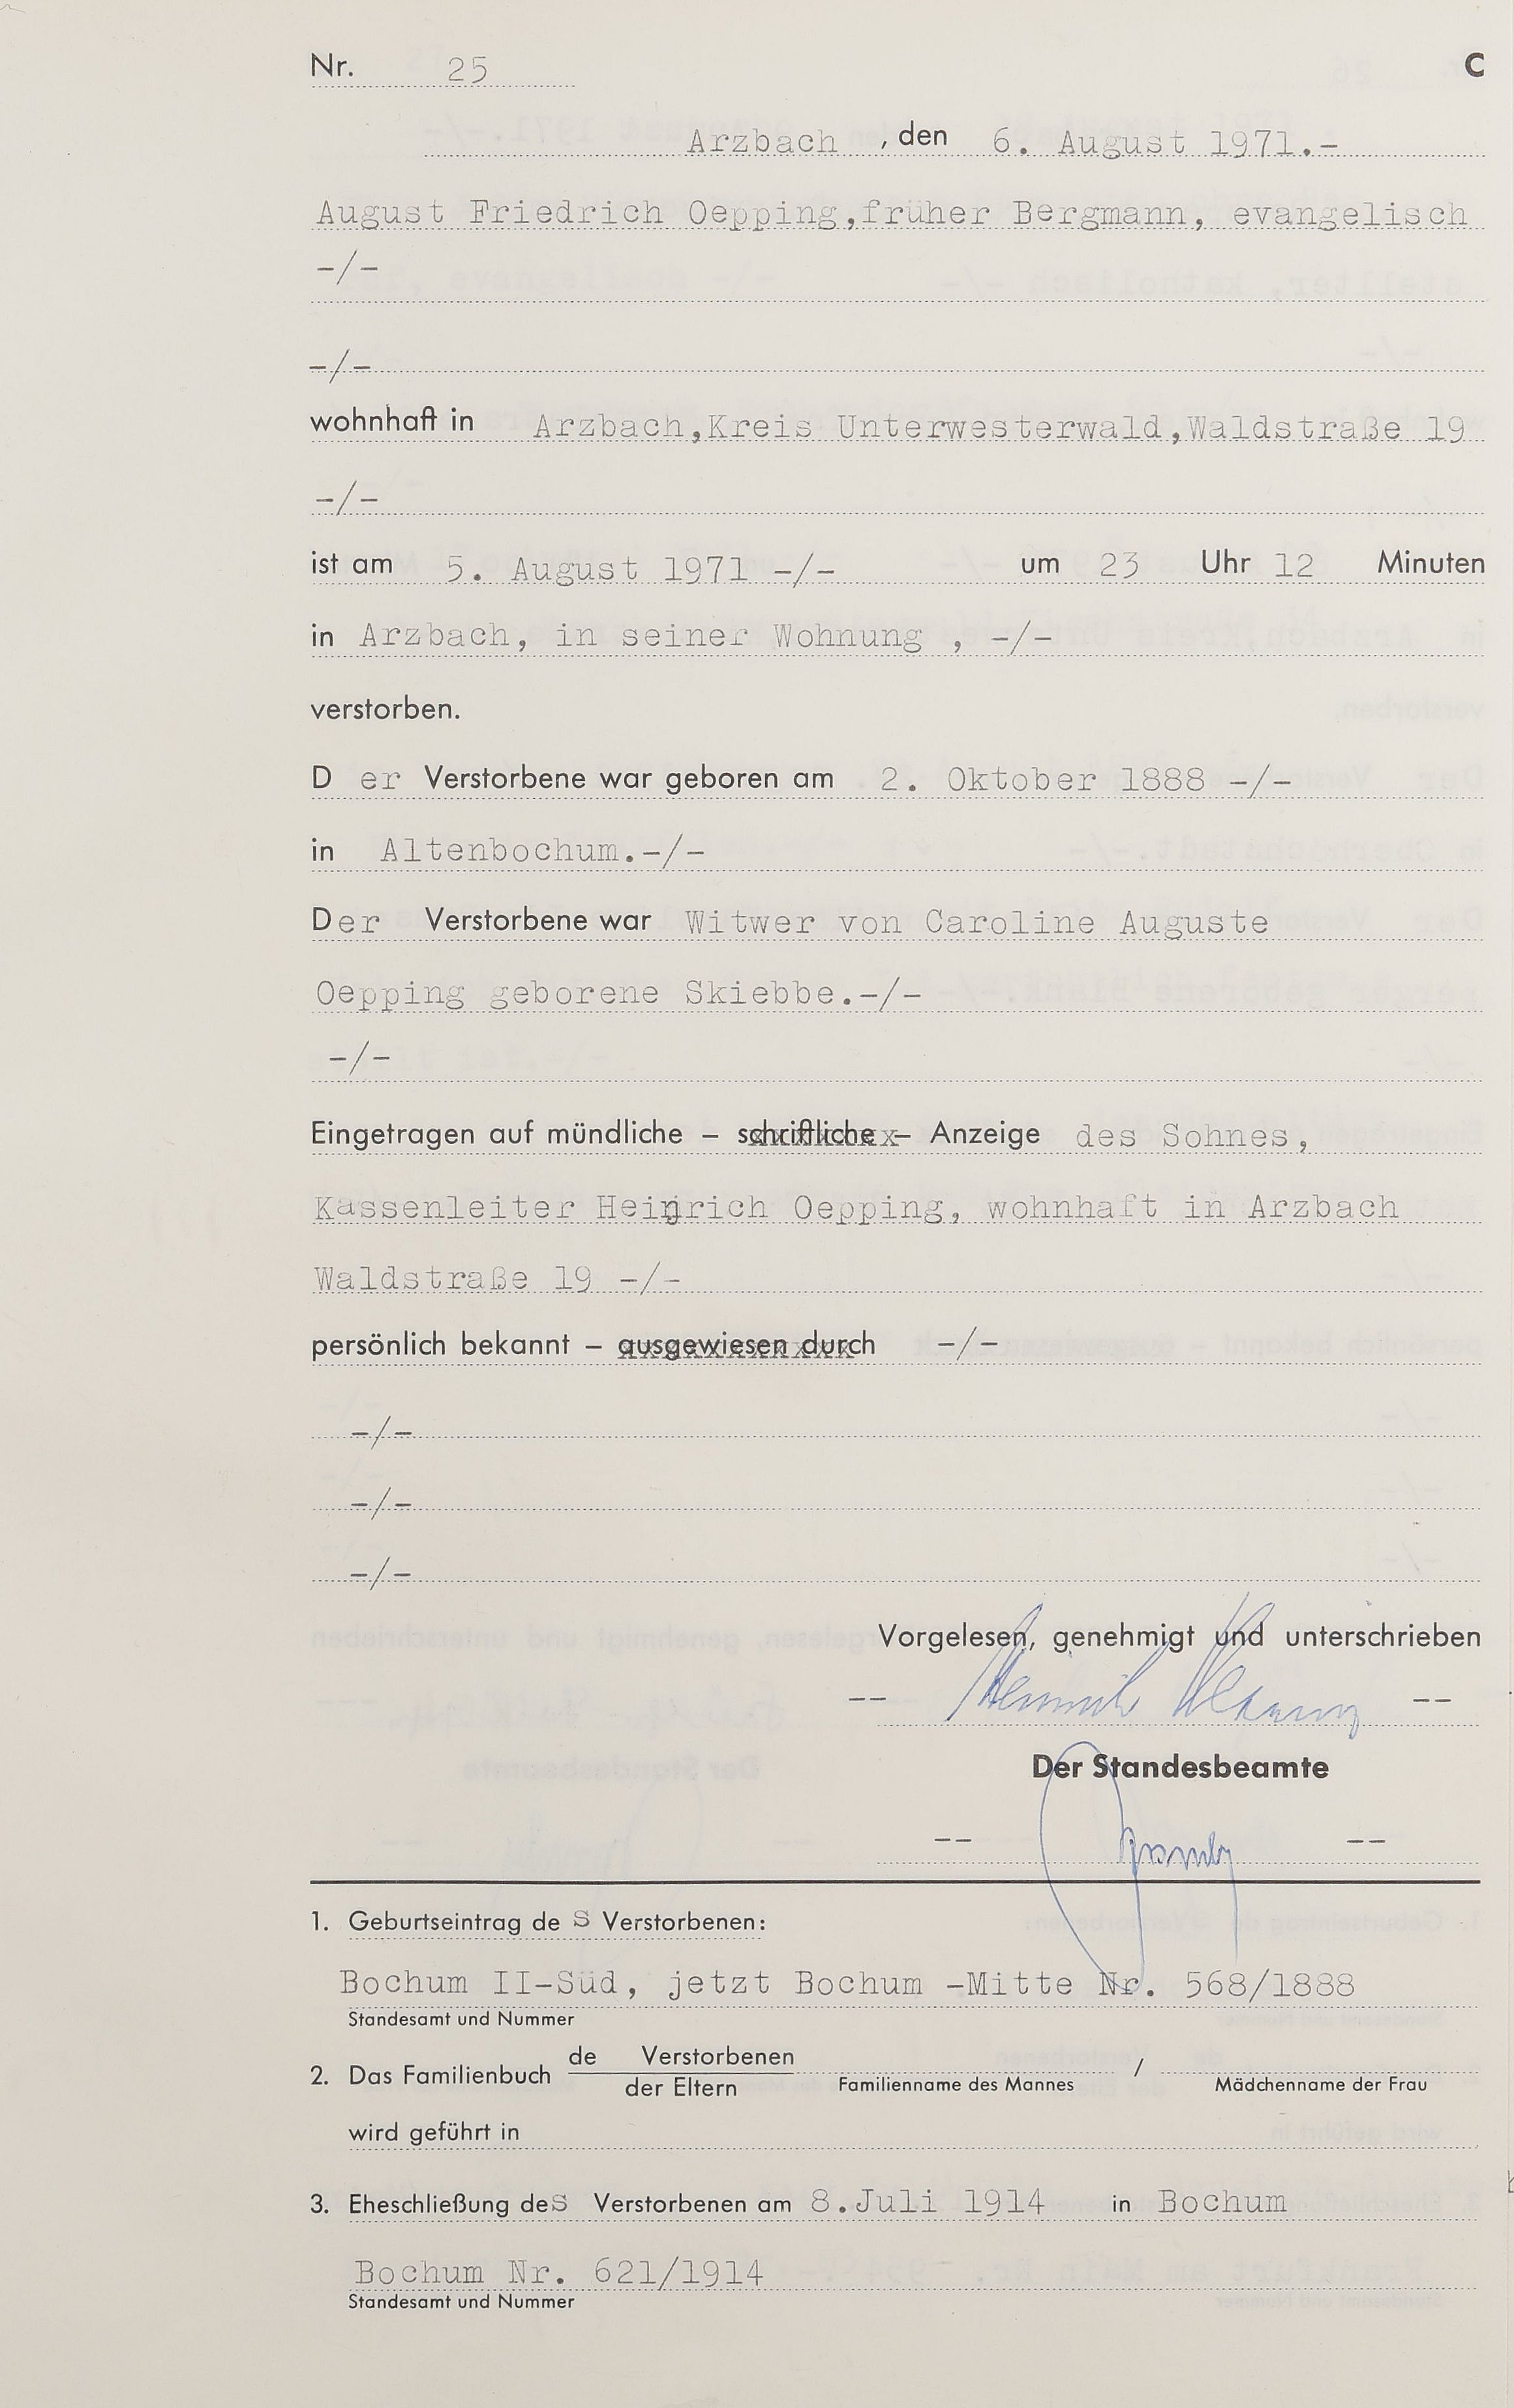 Nr. 25 C
Arzbach , den 6. August 1971.-
August Friedrich Oepping,früher Bergmann, evangelisch
-/-
-/-
wohnhaft in Arzbach,Kreis Unterwesterwald,Waldstraße 19
-/-
ist am 5. August 1971 -/- um 23 Uhr 12 Minuten
in Arzbach, in seiner Wohnung , -/-
verstorben.
D er Verstorbene war geboren am 2. Oktober 1888 -/-
in Altenbochum.-/-
Der Verstorbene war Witwer von Caroline Auguste
Oepping geborene Skiebbe.-/-
-/-
Eingetragen auf mündliche – schriftliche – Anzeige des Sohnes,
Kassenleiter Heinrich Oepping, wohnhaft in Arzbach
Waldstraße 19 -/-
persönlich bekannt – ausgewiesen durch -/-
-/-
-/-
-/-
Vorgelesen, genehmigt und unterschrieben
-- Heinrich Oepping --
Der Standesbeamte
-- --
1. Geburtseintrag de S Verstorbenen:
Bochum II-Süd, jetzt Bochum -Mitte Nr. 568/1888
Standesamt und Nummer
2. Das Familienbuch de Verstorbenen / 
der Eltern Familienname des Mannes Mädchenname der Frau
wird geführt in
3. Eheschließung deS Verstorbenen am 8.Juli 1914 in Bochum
Bochum Nr. 621/1914
Standesamt und Nummer